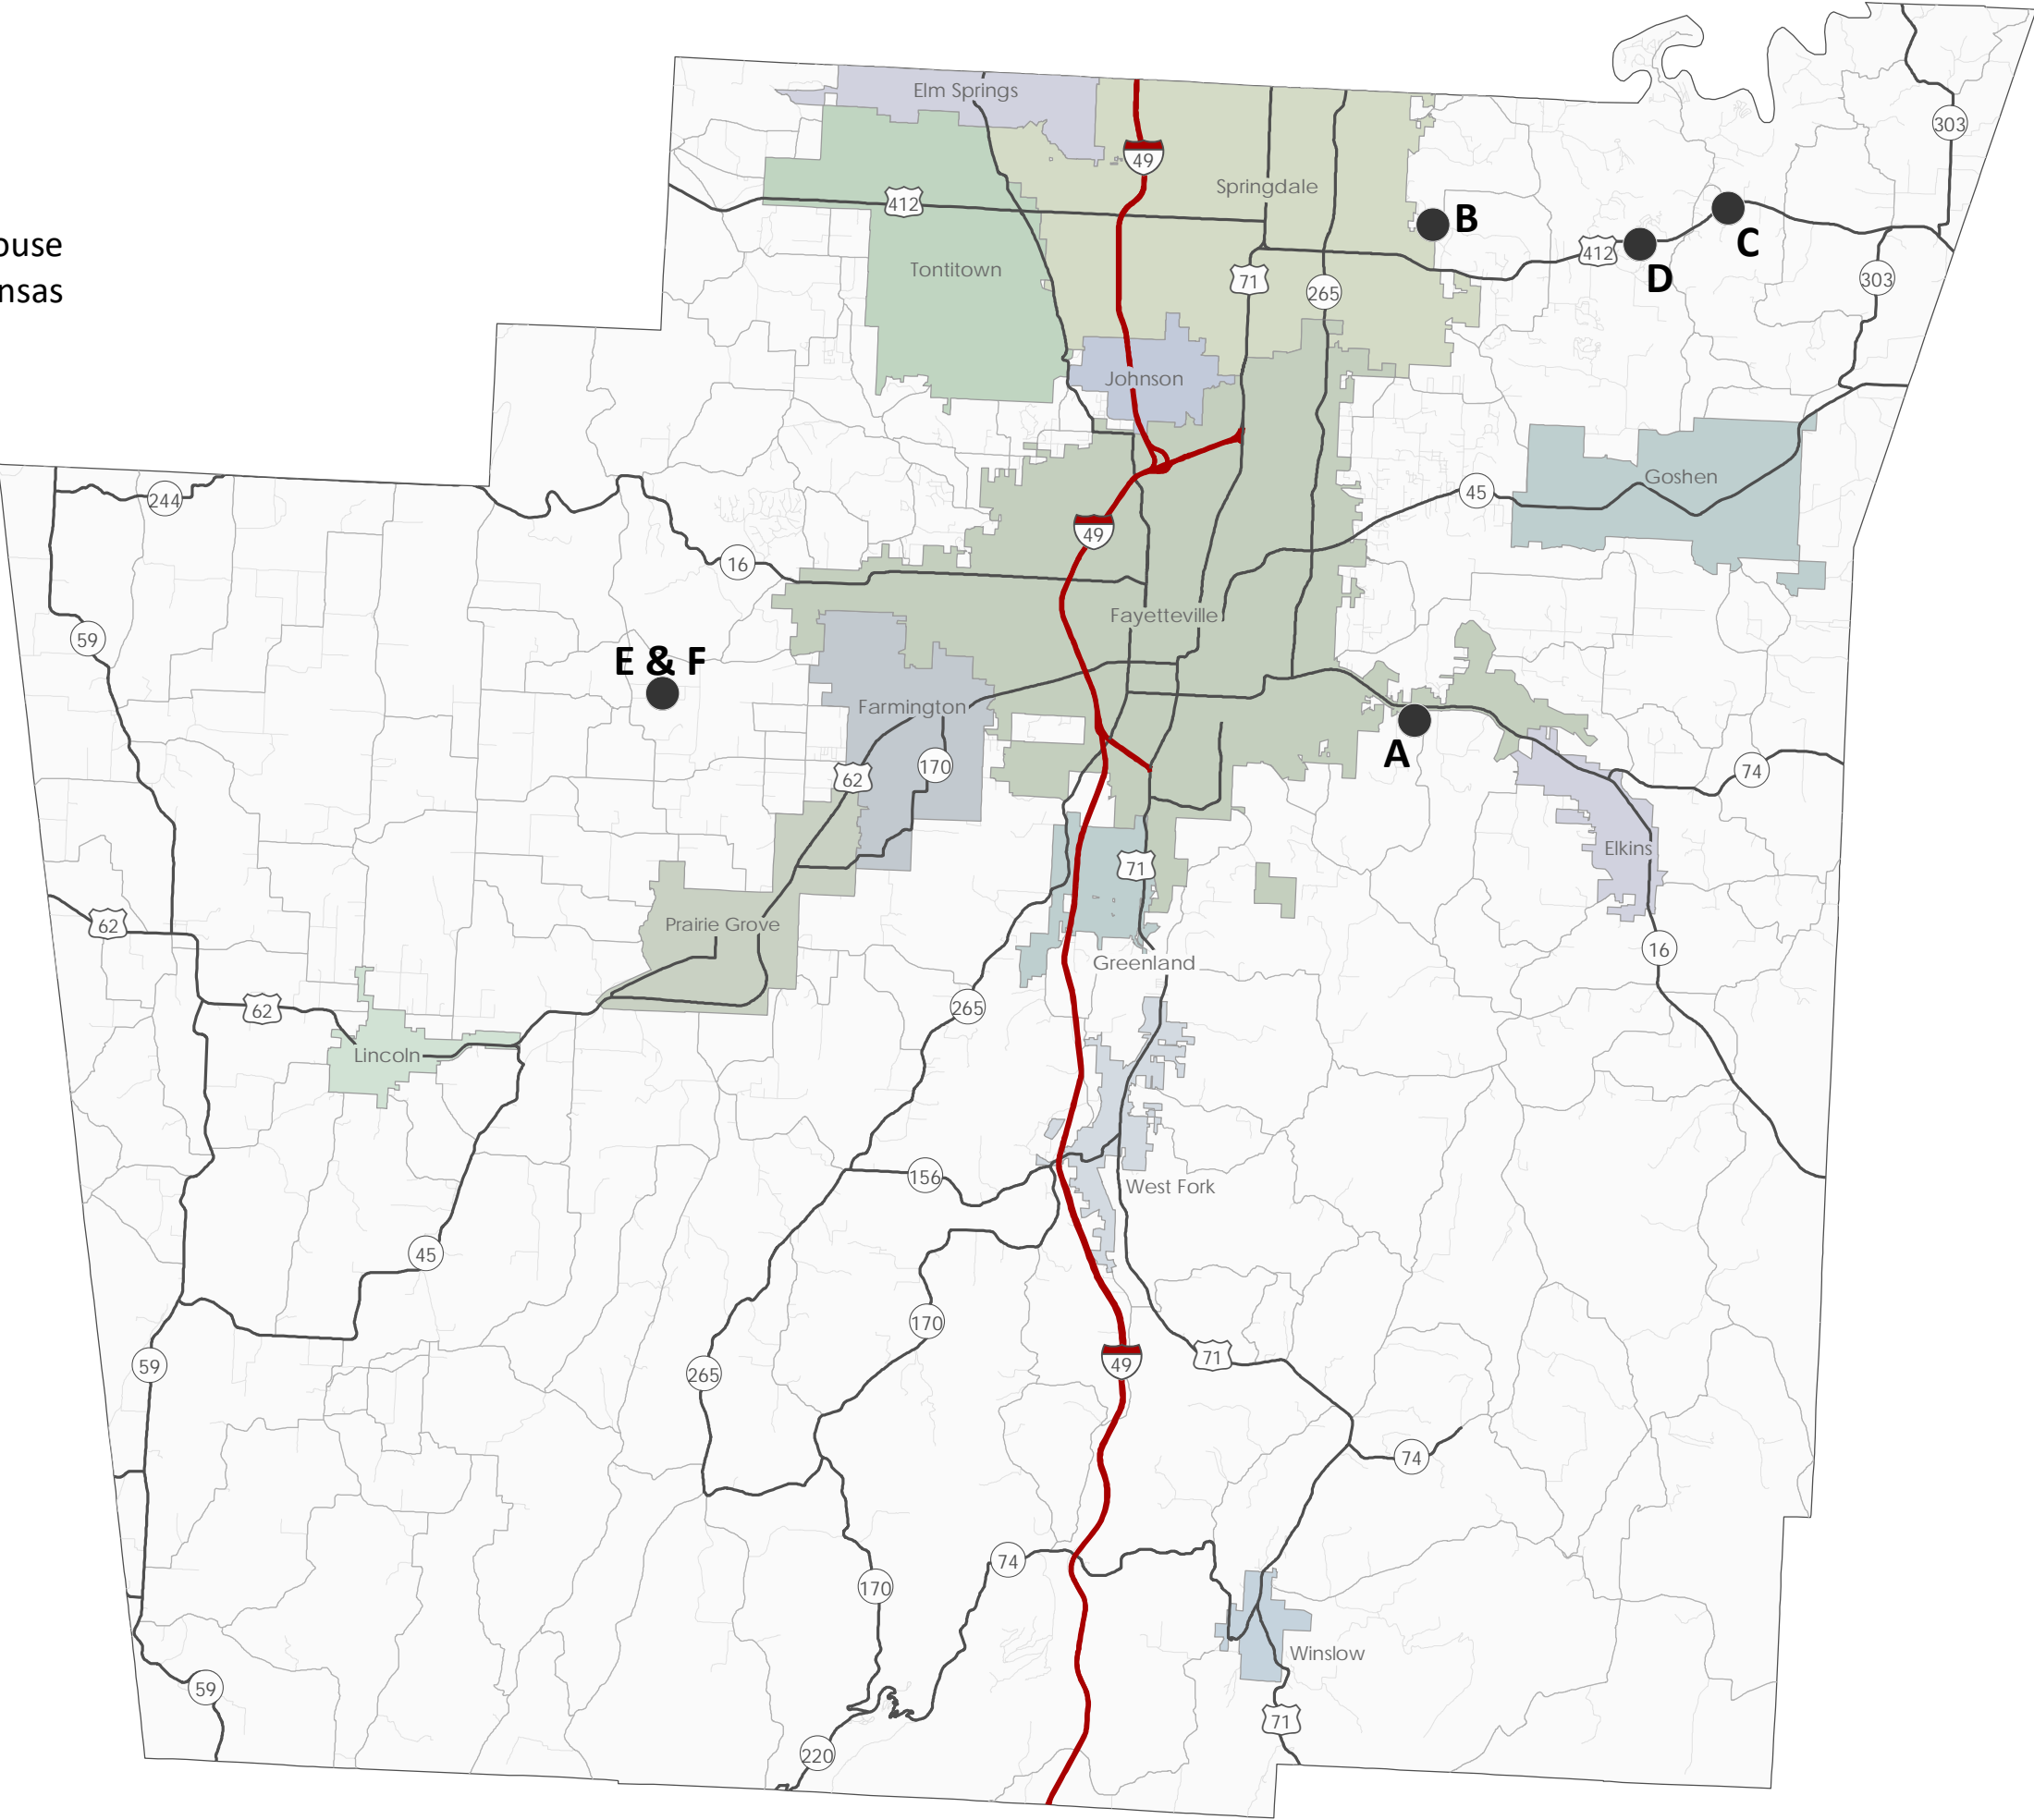 ouse
nsas
Elm Springs
303
49
Springdale
412
B
C
412
D
Tontitown
71
265
303
Johnson
Goshen
45
244
49
16
Fayetteville
59
E & F
Farmington
A
62
170
74
Elkins
71
62
Prairie Grove
16
Greenland
62
265
Lincoln
156
West Fork
45
170
71
49
59
265
74
74
170
Winslow
59
71
220